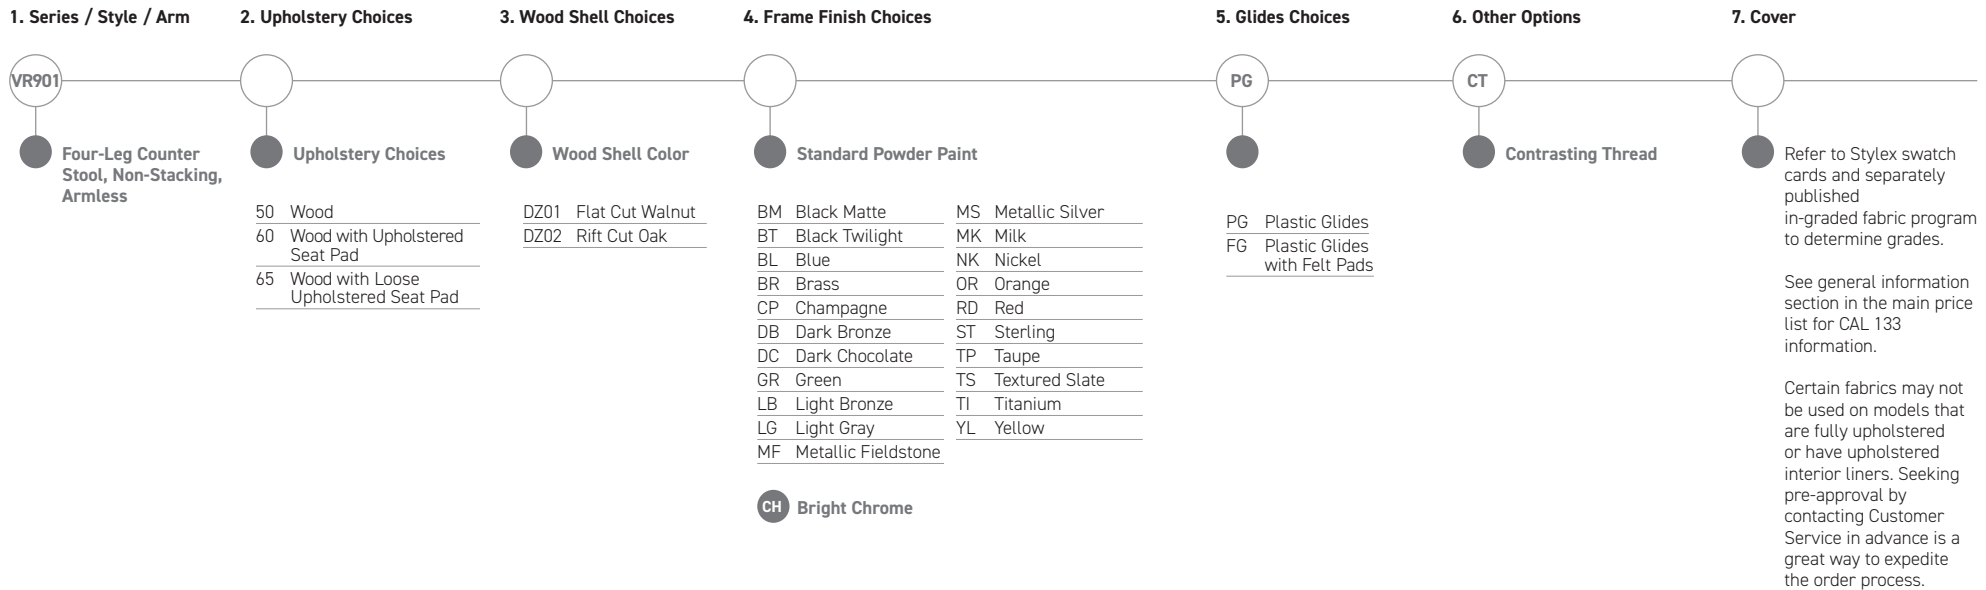 1. Series / Style / Arm
2. Upholstery Choices
3. Wood Shell Choices
4. Frame Finish Choices
5. Glides Choices
6. Other Options
7. Cover
VR901
PG
CT
Four-Leg Counter
Stool, Non-Stacking,
Armless
Upholstery Choices
50 Wood
60 Wood with Upholstered
Seat Pad
65 Wood with Loose
Upholstered Seat Pad
Wood Shell Color
DZ01 Flat Cut Walnut
DZ02 Rift Cut Oak
Standard Powder Paint
BM Black Matte
BT Black Twilight
BL Blue
BR Brass
CP Champagne
DB Dark Bronze
DC Dark Chocolate
GR Green
LB Light Bronze
LG Light Gray
MF Metallic Fieldstone
MS Metallic Silver
MK Milk
NK Nickel
OR Orange
RD Red
ST Sterling
TP Taupe
TS Textured Slate
TI Titanium
YL Yellow
CH Bright Chrome
PG Plastic Glides
FG Plastic Glides
with Felt Pads
Contrasting Thread
Refer to Stylex swatch
cards and separately
published
in-graded fabric program
to determine grades.
See general information
section in the main price
list for CAL 133
information.
Certain fabrics may not
be used on models that
are fully upholstered
or have upholstered
interior liners. Seeking
pre-approval by
contacting Customer
Service in advance is a
great way to expedite
the order process.